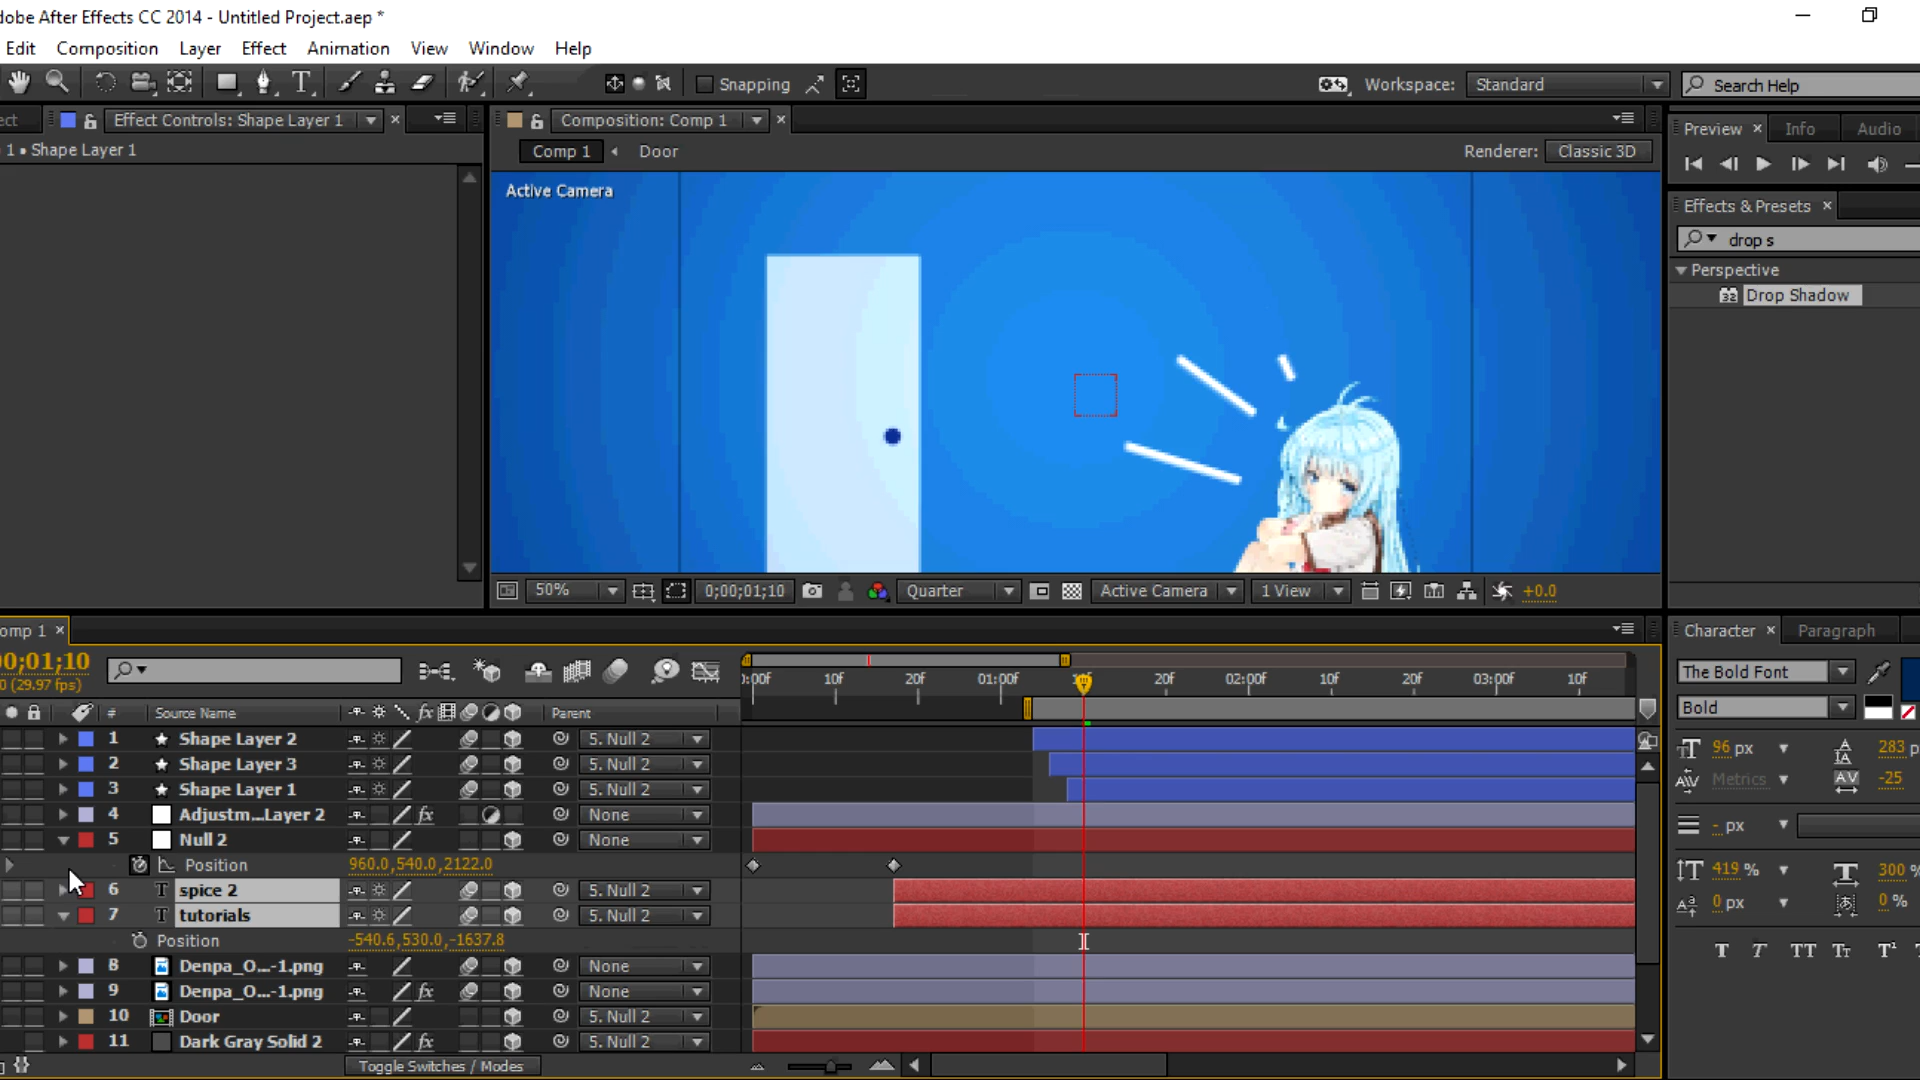 dobe After Effects CC 2014 - Untitled Project.aep *
Edit Composition Layer Effect Animation View Window Help
Snapping Workspace: Standard Search Help
ect Effect Controls: Shape Layer 1 Composition: Comp 1 Preview Info Audio
1 • Shape Layer 1 Comp 1 Door Renderer: Classic 3D
Active Camera
Effects & Presets
drop s
Perspective
32 Drop Shadow
50% 0;00;01;10 Quarter Active Camera 1 View +0.0
omp 1 Character Paragraph
00;01;10
0 (29.97 fps)
:00f 10f 20f 01:00f 20f 02:00f 10f 20f 03:00f 10f
The Bold Font
Bold
# Source Name fx Parent
1 Shape Layer 2 5. Null 2
2 Shape Layer 3 5. Null 2
3 Shape Layer 1 5. Null 2
4 Adjustm...Layer 2 fx None
5 Null 2 None
Position 960.0,540.0,2122.0
6 T spice 2 5. Null 2
7 T tutorials 5. Null 2
Position -540.6,530.0,-1637.8
8 Denpa_O...-1.png None
9 Denpa_O...-1.png fx None
10 Door 5. Null 2
11 Dark Gray Solid 2 fx 5. Null 2
Toggle Switches / Modes
96 px 283 p
Metrics -25
- px
419 % 300 %
0 px 0 %
T T TT Tt T¹